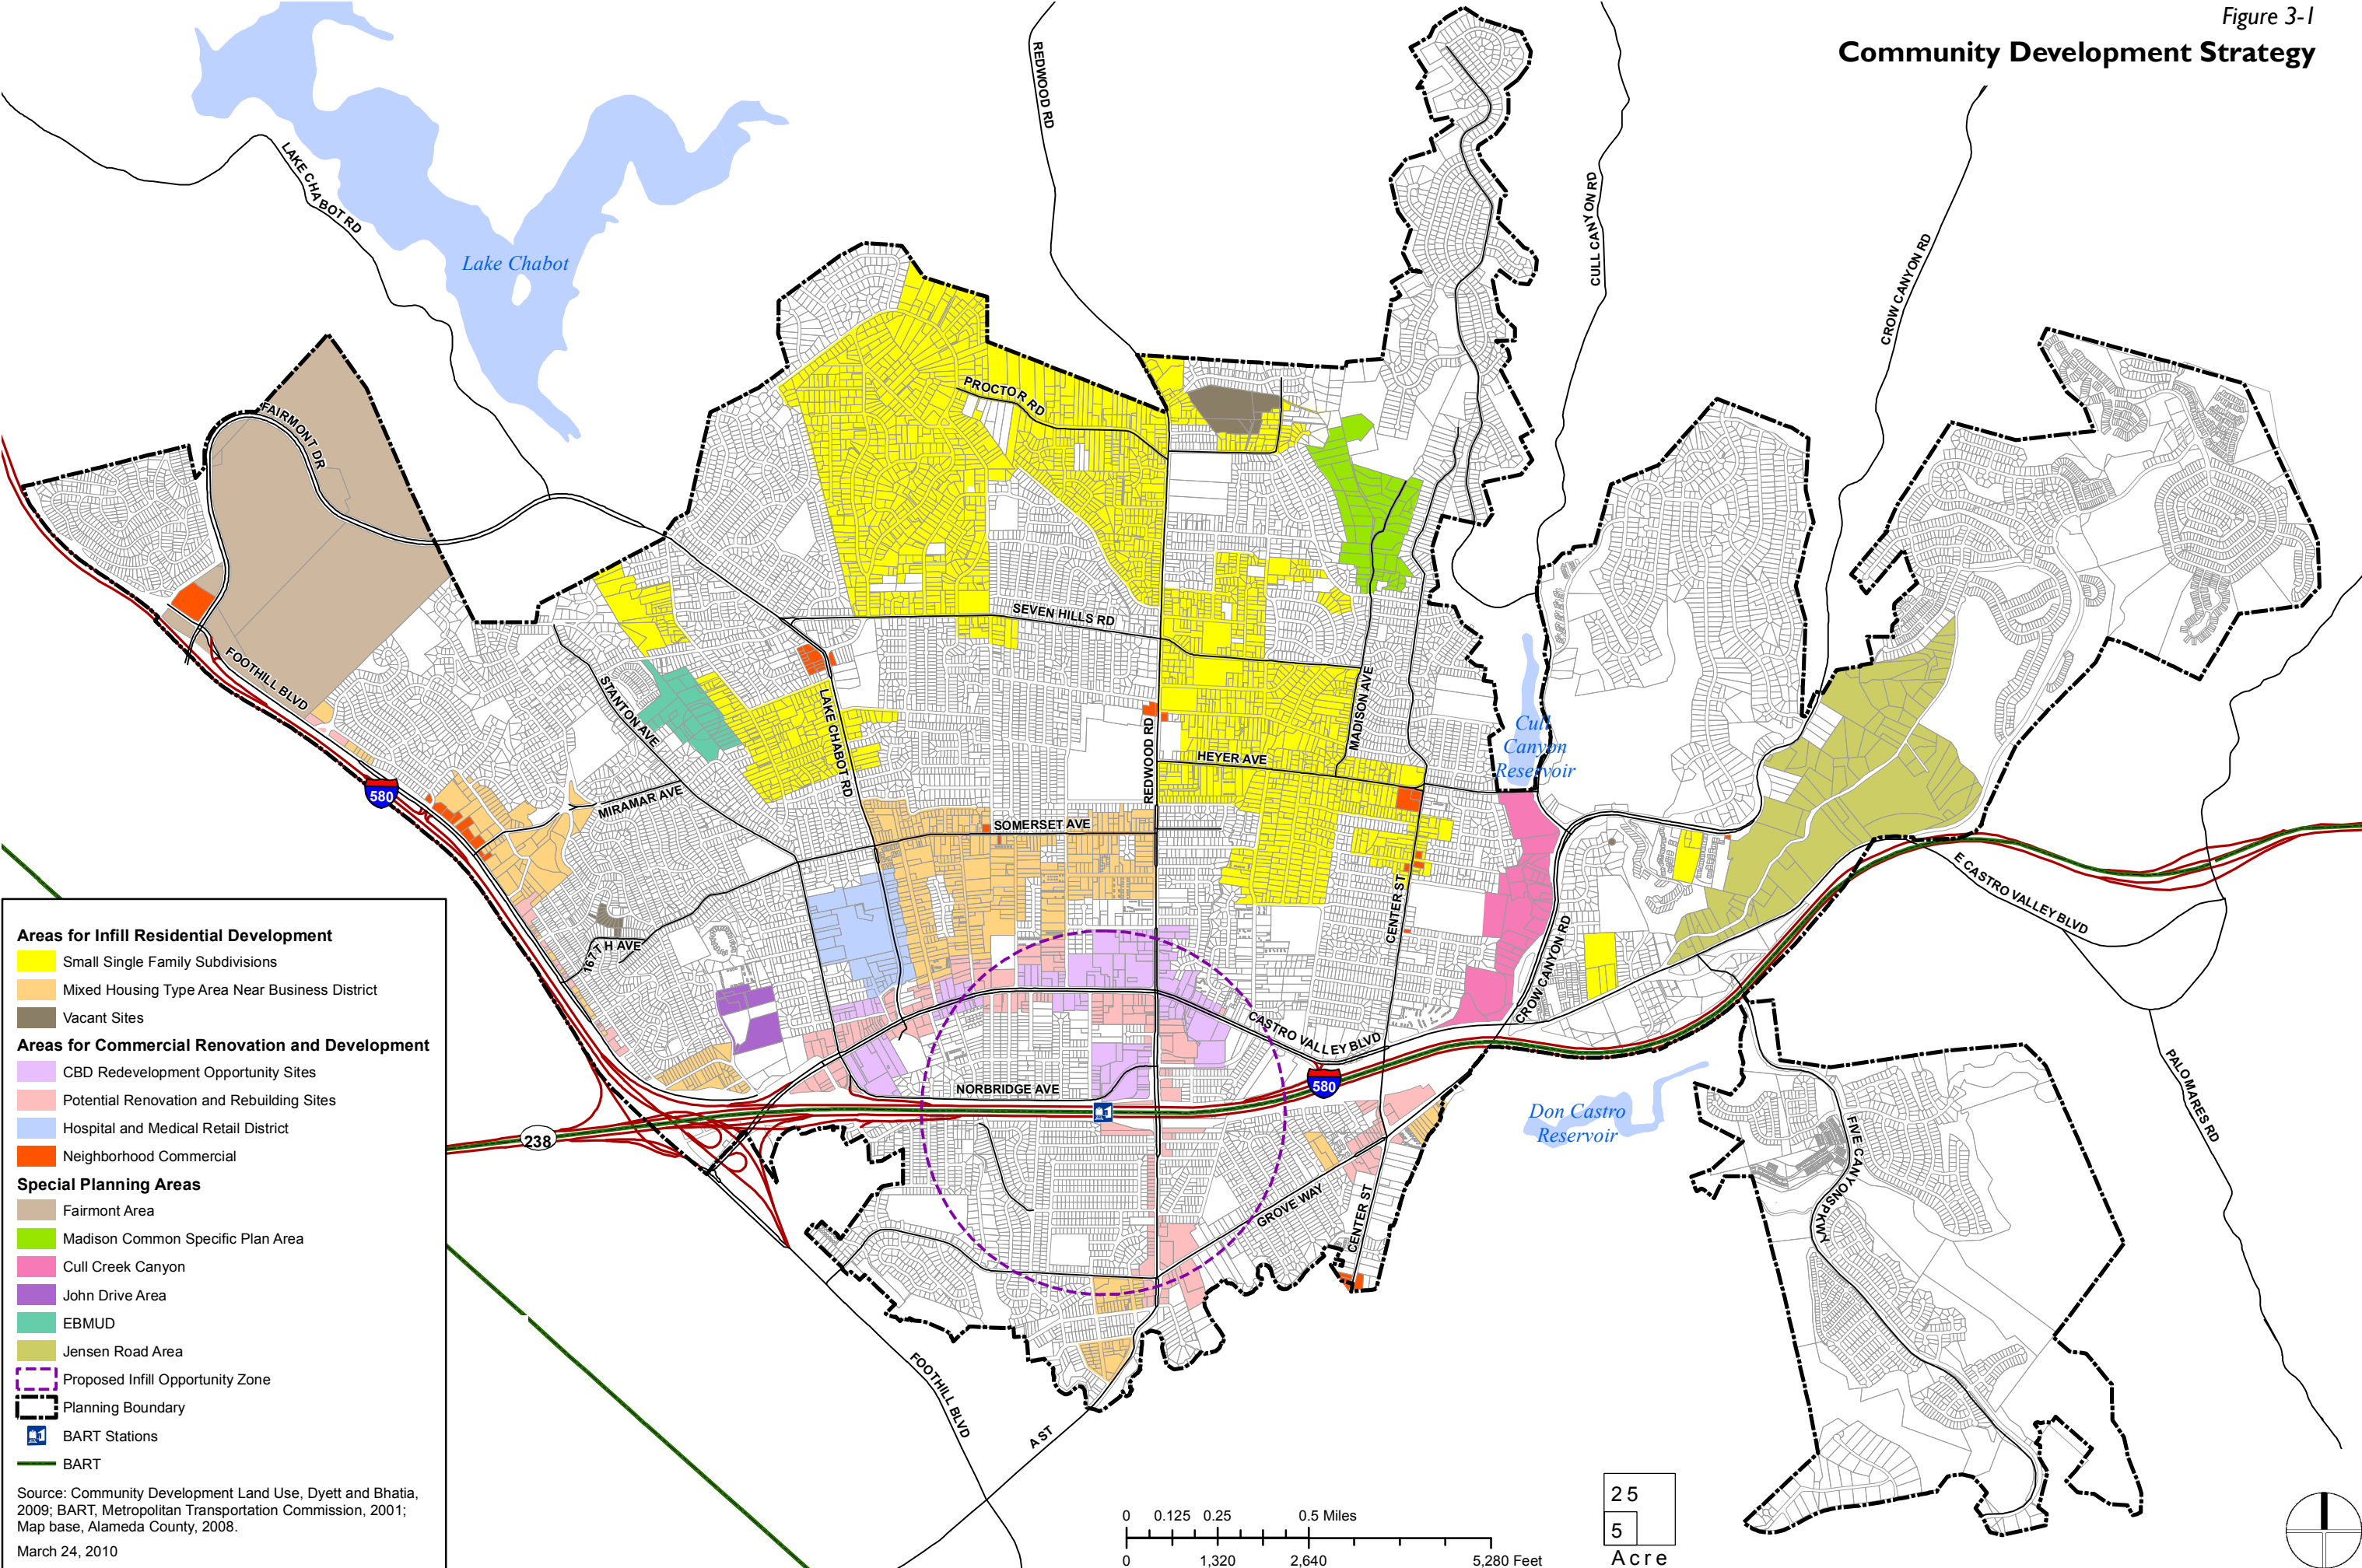 Figure 3-1
Community Development Strategy
REDWOOD RD
LAKE CHABOT RD
CULL CANYON RD
CROW CANYON RD
Lake Chabot
PROCTOR RD
FAIRMONT DR
SEVEN HILLS RD
FOOTHILL BLVD
STANTON AVE
LAKE CHABOT RD
REDWOOD RD
MADISON AVE
Cull
Canyon
Reservoir
HEYER AVE
580
MIRAMAR AVE
SOMERSET AVE
CENTER ST
E CASTRO VALLEY BLVD
167TH AVE
CROW CANYON RD
CASTRO VALLEY BLVD
NORBRIDGE AVE
580
238
Don Castro
Reservoir
PALOMARES RD
FIVE CANYONS PKWY
GROVE WAY
CENTER ST
FOOTHILL BLVD
A ST
Areas for Infill Residential Development
Small Single Family Subdivisions
Mixed Housing Type Area Near Business District
Vacant Sites
Areas for Commercial Renovation and Development
CBD Redevelopment Opportunity Sites
Potential Renovation and Rebuilding Sites
Hospital and Medical Retail District
Neighborhood Commercial
Special Planning Areas
Fairmont Area
Madison Common Specific Plan Area
Cull Creek Canyon
John Drive Area
EBMUD
Jensen Road Area
Proposed Infill Opportunity Zone
Planning Boundary
BART Stations
BART
Source: Community Development Land Use, Dyett and Bhatia,
2009; BART, Metropolitan Transportation Commission, 2001;
Map base, Alameda County, 2008.
March 24, 2010
0 0.125 0.25 0.5 Miles
0 1,320 2,640 5,280 Feet
25
5
Acre